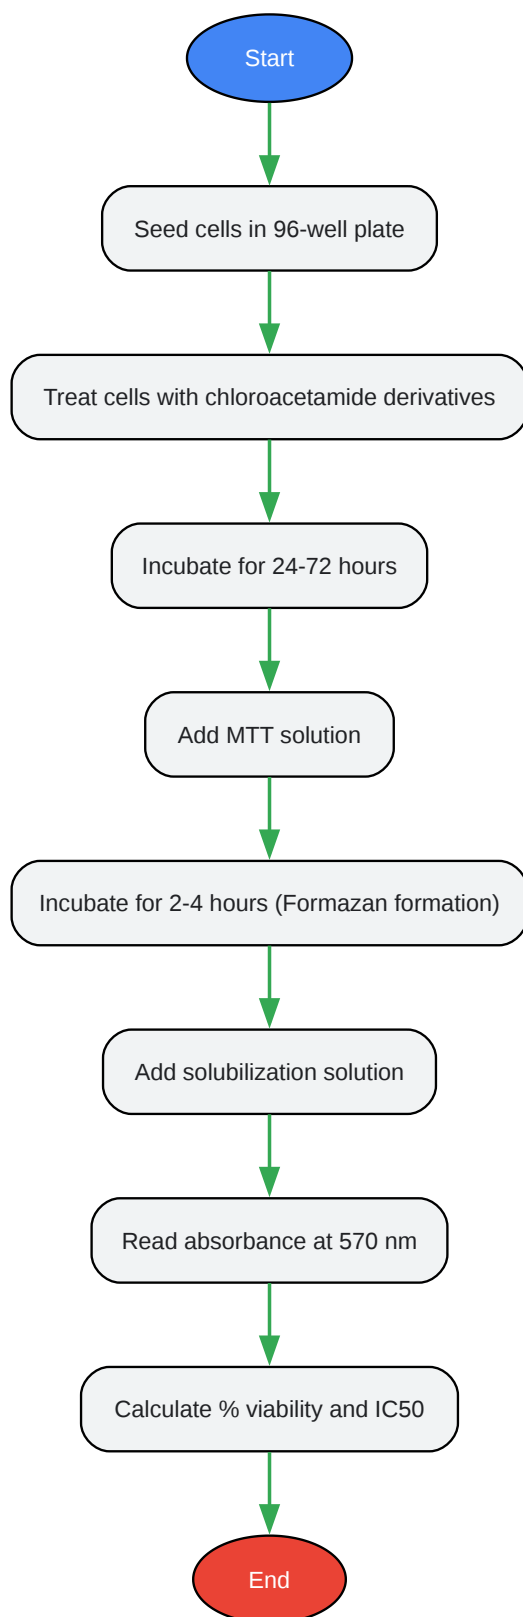 Start
Seed cells in 96-well plate
Treat cells with chloroacetamide derivatives
Incubate for 24-72 hours
Add MTT solution
Incubate for 2-4 hours (Formazan formation)
Add solubilization solution
Read absorbance at 570 nm
Calculate % viability and IC50
End